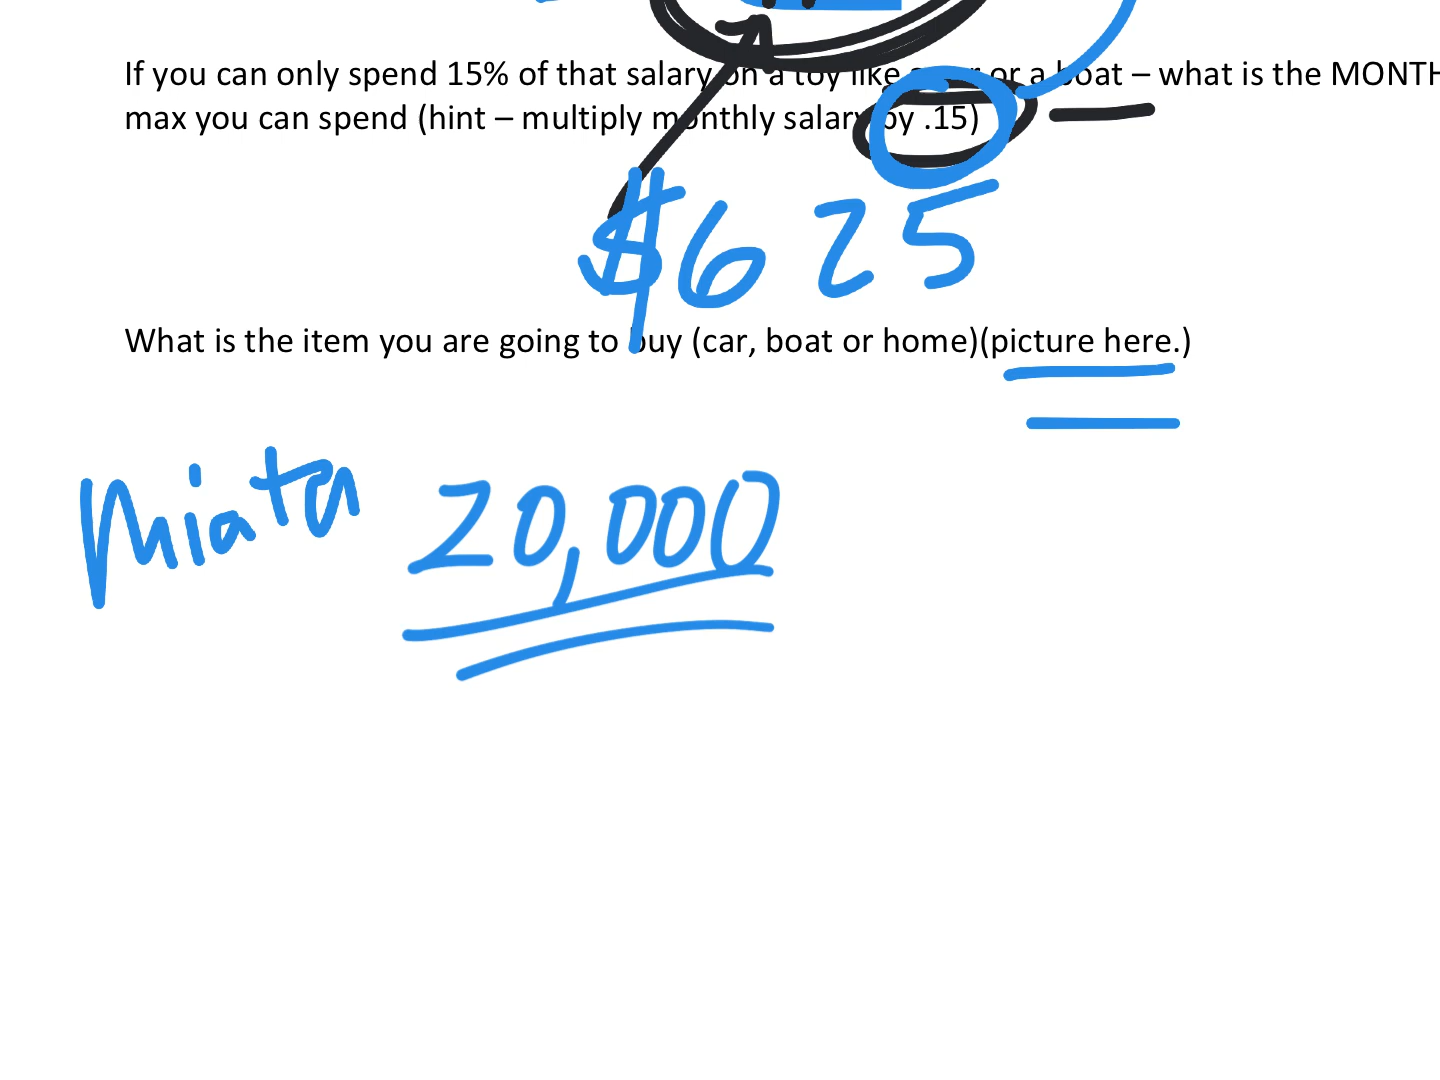 If you can only spend 15% of that salary on a toy like a car or a boat – what is the MONTH
max you can spend (hint – multiply monthly salary by .15)
$625
What is the item you are going to buy (car, boat or home)(picture here.)
Miata 20,000